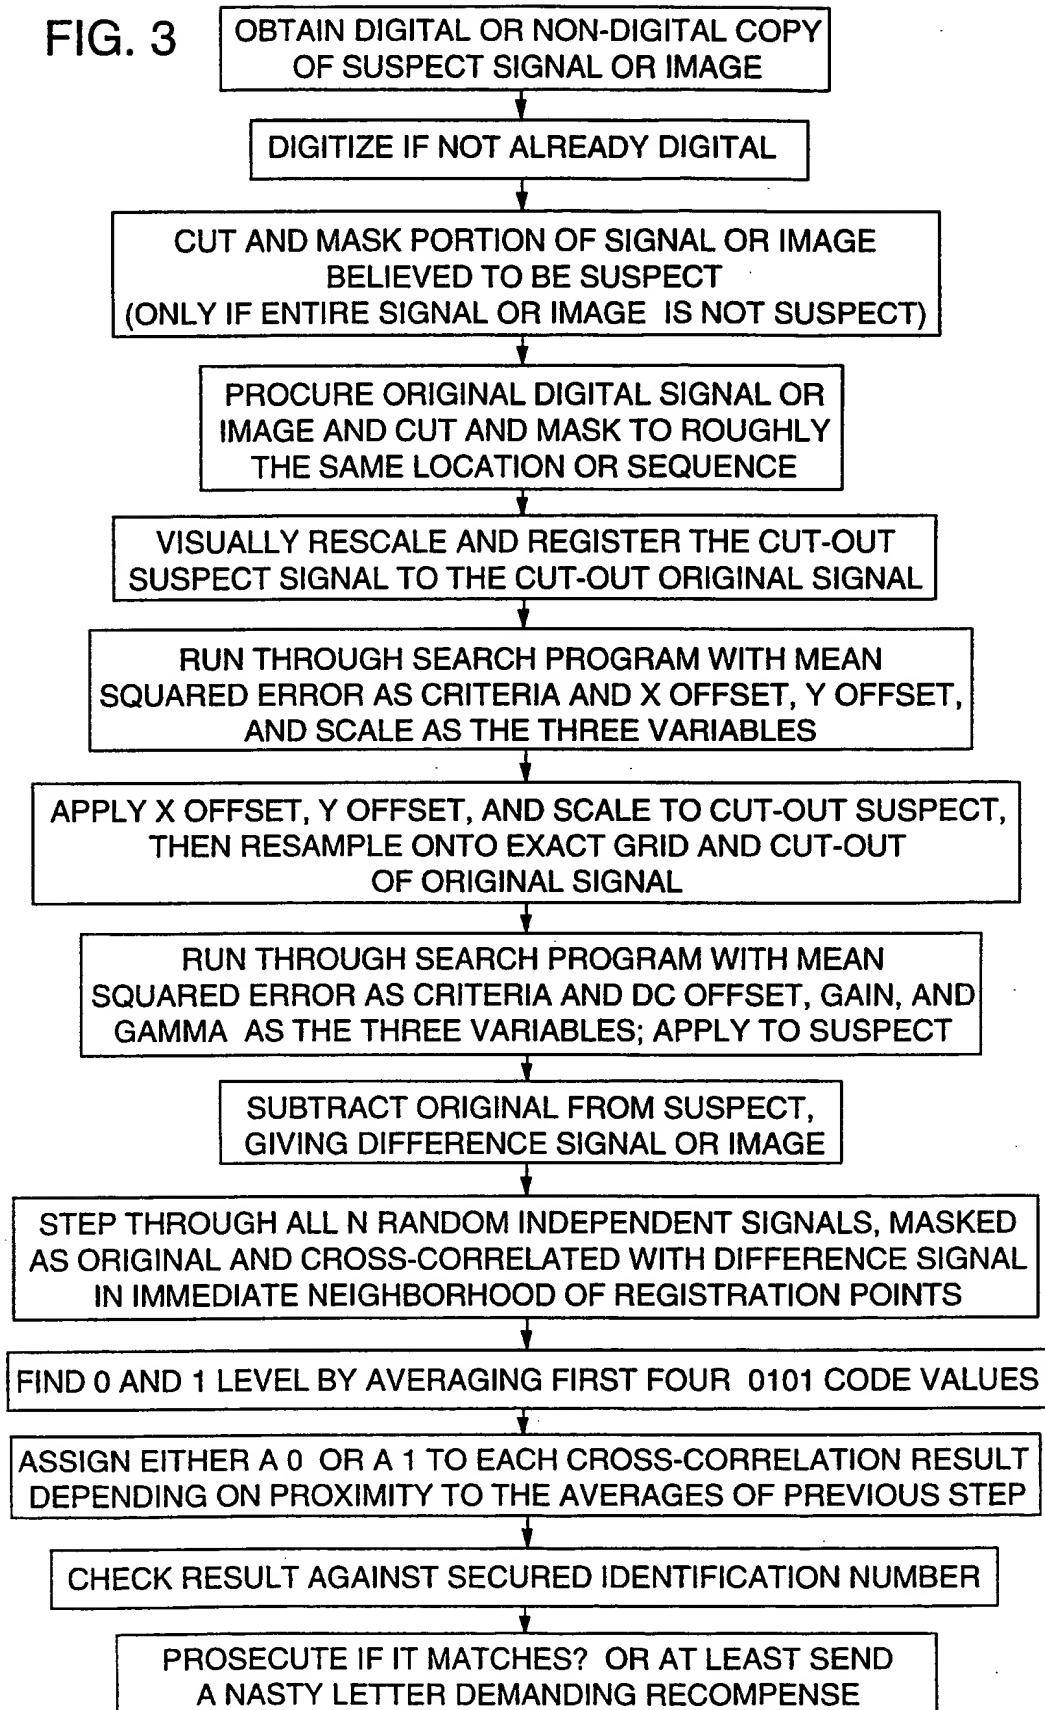 FIG. 3
OBTAIN DIGITAL OR NON-DIGITAL COPY
OF SUSPECT SIGNAL OR IMAGE
DIGITIZE IF NOT ALREADY DIGITAL
CUT AND MASK PORTION OF SIGNAL OR IMAGE
BELIEVED TO BE SUSPECT
(ONLY IF ENTIRE SIGNAL OR IMAGE IS NOT SUSPECT)
PROCURE ORIGINAL DIGITAL SIGNAL OR
IMAGE AND CUT AND MASK TO ROUGHLY
THE SAME LOCATION OR SEQUENCE
VISUALLY RESCALE AND REGISTER THE CUT-OUT
SUSPECT SIGNAL TO THE CUT-OUT ORIGINAL SIGNAL
RUN THROUGH SEARCH PROGRAM WITH MEAN
SQUARED ERROR AS CRITERIA AND X OFFSET, Y OFFSET,
AND SCALE AS THE THREE VARIABLES
APPLY X OFFSET, Y OFFSET, AND SCALE TO CUT-OUT SUSPECT,
THEN RESAMPLE ONTO EXACT GRID AND CUT-OUT
OF ORIGINAL SIGNAL
RUN THROUGH SEARCH PROGRAM WITH MEAN
SQUARED ERROR AS CRITERIA AND DC OFFSET, GAIN, AND
GAMMA AS THE THREE VARIABLES; APPLY TO SUSPECT
SUBTRACT ORIGINAL FROM SUSPECT,
GIVING DIFFERENCE SIGNAL OR IMAGE
STEP THROUGH ALL N RANDOM INDEPENDENT SIGNALS, MASKED
AS ORIGINAL AND CROSS-CORRELATED WITH DIFFERENCE SIGNAL
IN IMMEDIATE NEIGHBORHOOD OF REGISTRATION POINTS
FIND 0 AND 1 LEVEL BY AVERAGING FIRST FOUR 0101 CODE VALUES
ASSIGN EITHER A 0 OR A 1 TO EACH CROSS-CORRELATION RESULT
DEPENDING ON PROXIMITY TO THE AVERAGES OF PREVIOUS STEP
CHECK RESULT AGAINST SECURED IDENTIFICATION NUMBER
PROSECUTE IF IT MATCHES? OR AT LEAST SEND
A NASTY LETTER DEMANDING RECOMPENSE